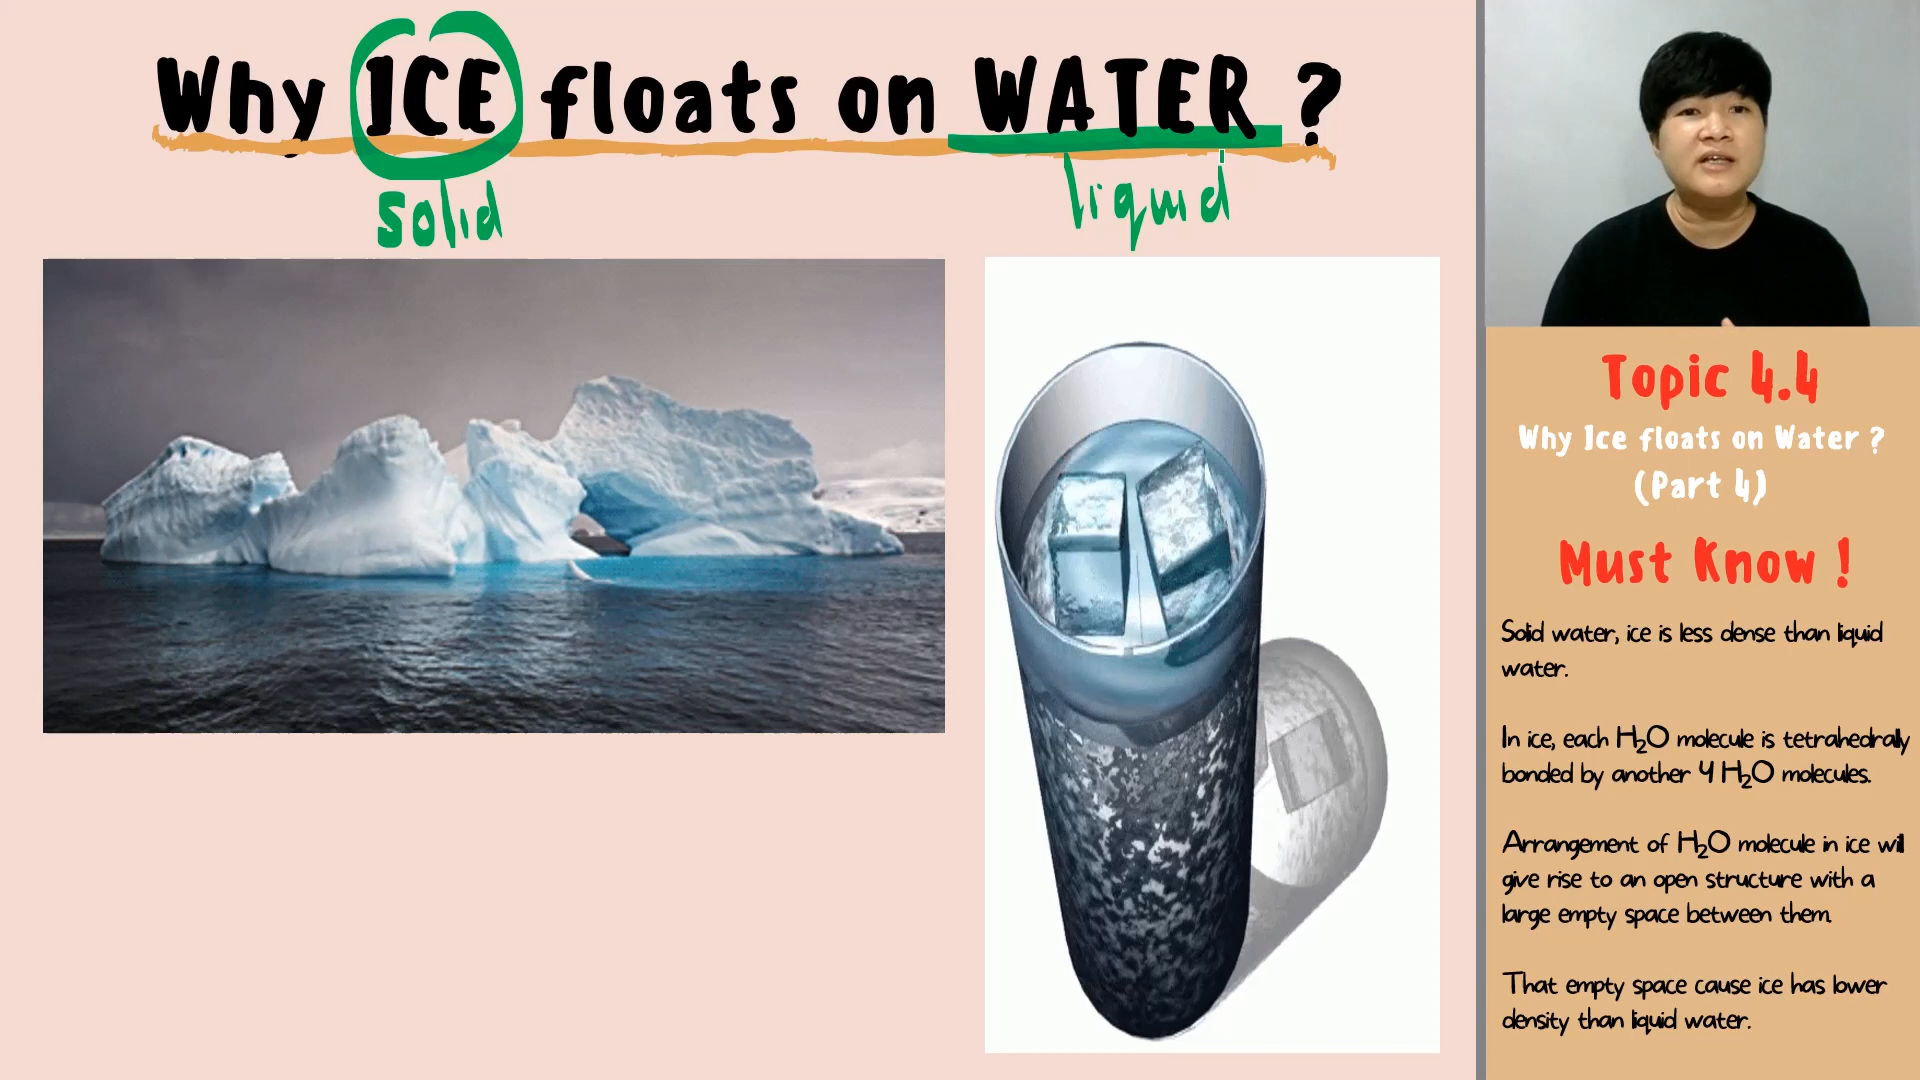 Why ICE floats on WATER ?
solid
liquid
Topic 4.4
Why Ice floats on Water ?
(Part 4)
Must Know !
Solid water, ice is less dense than liquid
water.
In ice, each H₂O molecule is tetrahedrally
bonded by another 4 H₂O molecules.
Arrangement of H₂O molecule in ice will
give rise to an open structure with a
large empty space between them.
That empty space cause ice has lower
density than liquid water.